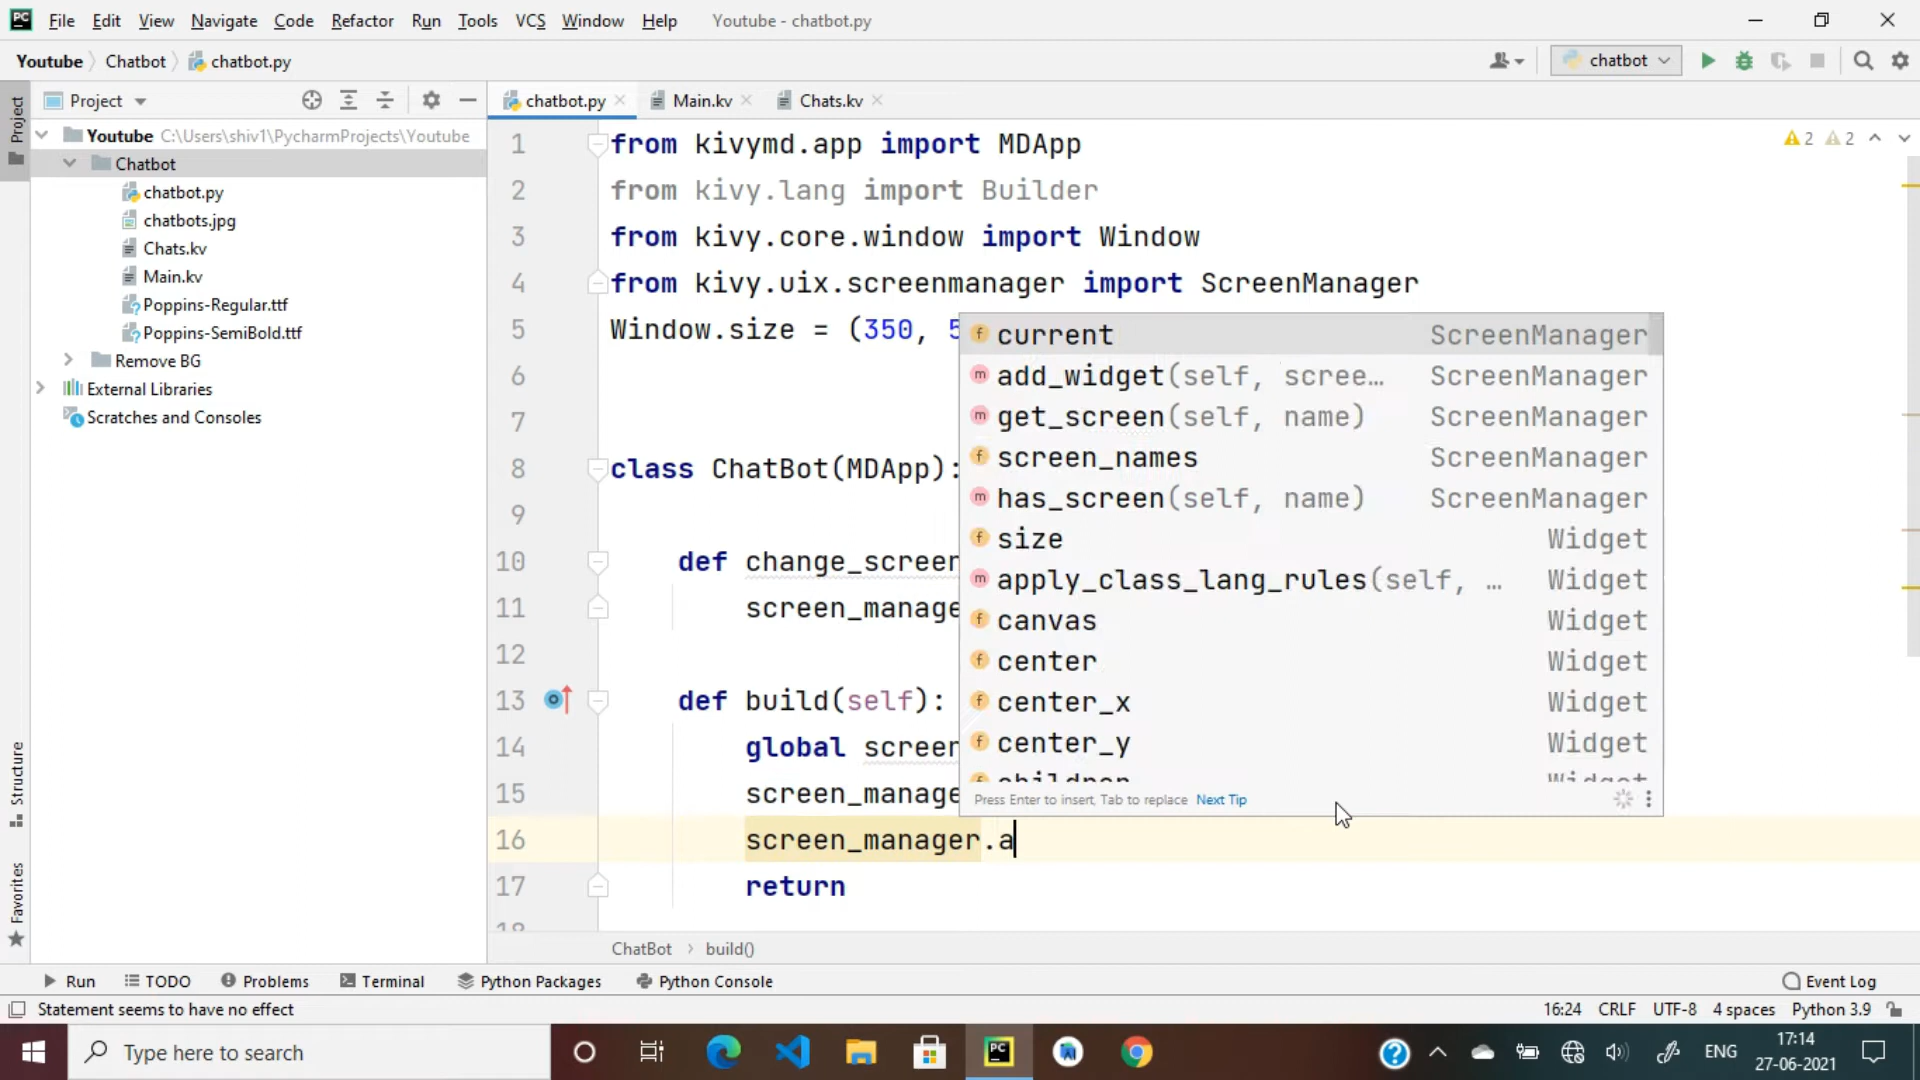 PC File Edit View Navigate Code Refactor Run Tools VCS Window Help Youtube - chatbot.py
Youtube Chatbot chatbot.py chatbot
Project
Project
Structure
Favorites
Youtube C:\Users\shiv1\PycharmProjects\Youtube
Chatbot
chatbot.py
chatbots.jpg
Chats.kv
Main.kv
Poppins-Regular.ttf
Poppins-SemiBold.ttf
Remove BG
External Libraries
Scratches and Consoles
chatbot.py Main.kv Chats.kv
2 2
1 from kivymd.app import MDApp
2 from kivy.lang import Builder
3 from kivy.core.window import Window
4 from kivy.uix.screenmanager import ScreenManager
5 Window.size = (350, 5
6
7
8 class ChatBot(MDApp):
9
10 def change_screen
11 screen_manage
12
13 def build(self):
14 global screen
15 screen_manage
16 screen_manager.a
17 return
current ScreenManager
add_widget(self, scree… ScreenManager
get_screen(self, name) ScreenManager
screen_names ScreenManager
has_screen(self, name) ScreenManager
size Widget
apply_class_lang_rules(self, … Widget
canvas Widget
center Widget
center_x Widget
center_y Widget
children Widget
Press Enter to insert, Tab to replace Next Tip
ChatBot build()
Run TODO Problems Terminal Python Packages Python Console Event Log
Statement seems to have no effect 16:24 CRLF UTF-8 4 spaces Python 3.9
Type here to search PC ENG 17:14
27-06-2021